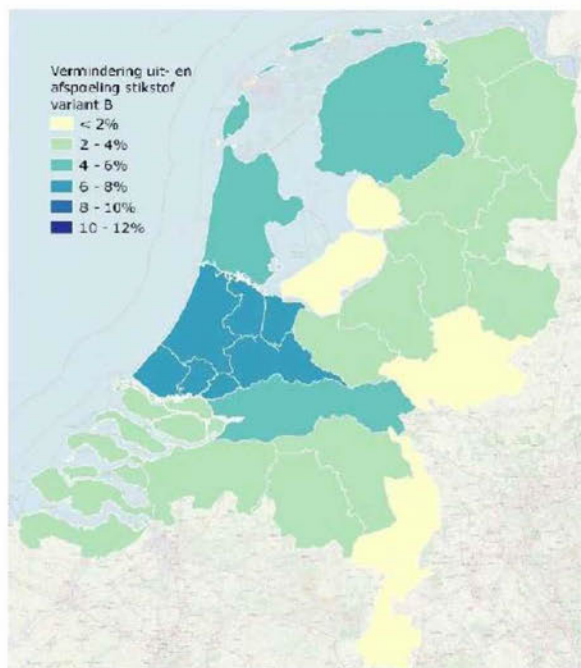 Vermindering uit- en
afspoeling stikstof
variant B
< 2%
2 - 4%
4 - 6%
6 - 8%
8 - 10%
10 - 12%